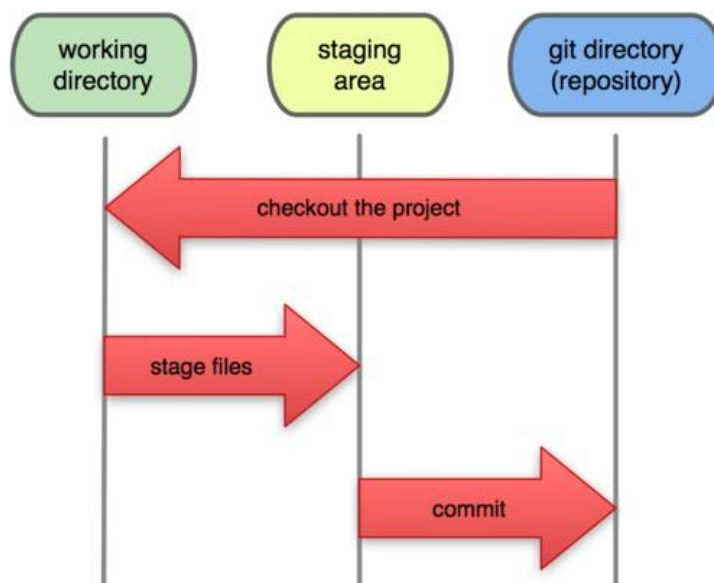 working
directory
staging
area
git directory
(repository)
checkout the project
stage files
commit